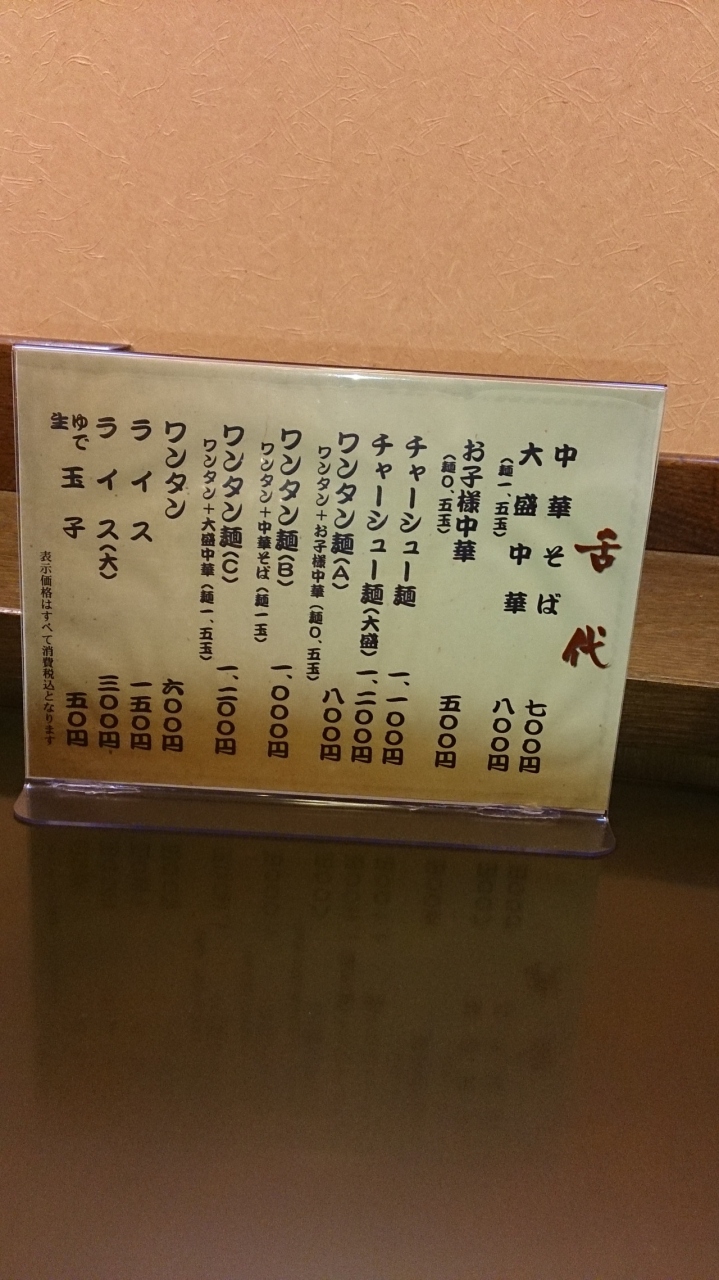 舌代
中華そば 七〇〇円
大盛中華 八〇〇円
(麺一、五玉)
お子様中華 五〇〇円
(麺〇、五玉)
チャーシュー麺 一、一〇〇円
チャーシュー麺(大盛) 一、二〇〇円
ワンタン麺(A) 八〇〇円
ワンタン+お子様中華(麺〇、五玉)
ワンタン麺(B) 一、〇〇〇円
ワンタン+中華そば(麺一玉)
ワンタン麺(C) 一、二〇〇円
ワンタン+大盛中華(麺一、五玉)
ワンタン 六〇〇円
ライス 一五〇円
ライス(大) 三〇〇円
ゆで 生 玉子 五〇円
表示価格はすべて消費税込となります